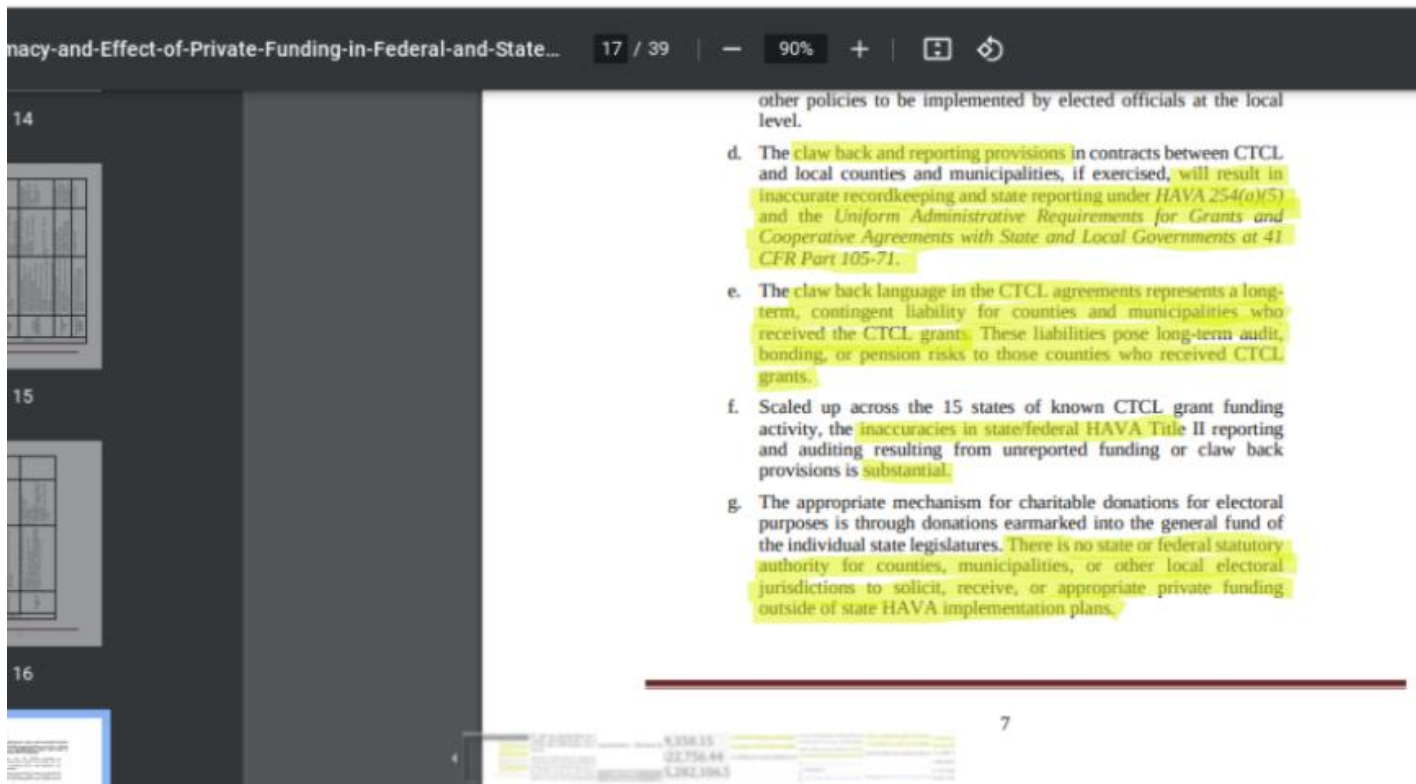 macy-and-Effect-of-Private-Funding-in-Federal-and-State...
17 / 39
90%
14
15
16
other policies to be implemented by elected officials at the local
level.
d. The claw back and reporting provisions in contracts between CTCL
and local counties and municipalities, if exercised, will result in
inaccurate recordkeeping and state reporting under HAVA 254(a)(5)
and the Uniform Administrative Requirements for Grants and
Cooperative Agreements with State and Local Governments at 41
CFR Part 105-71.
e. The claw back language in the CTCL agreements represents a long-
term, contingent liability for counties and municipalities who
received the CTCL grants. These liabilities pose long-term audit,
bonding, or pension risks to those counties who received CTCL
grants.
f. Scaled up across the 15 states of known CTCL grant funding
activity, the inaccuracies in state/federal HAVA Title II reporting
and auditing resulting from unreported funding or claw back
provisions is substantial.
g. The appropriate mechanism for charitable donations for electoral
purposes is through donations earmarked into the general fund of
the individual state legislatures. There is no state or federal statutory
authority for counties, municipalities, or other local electoral
jurisdictions to solicit, receive, or appropriate private funding
outside of state HAVA implementation plans.
7